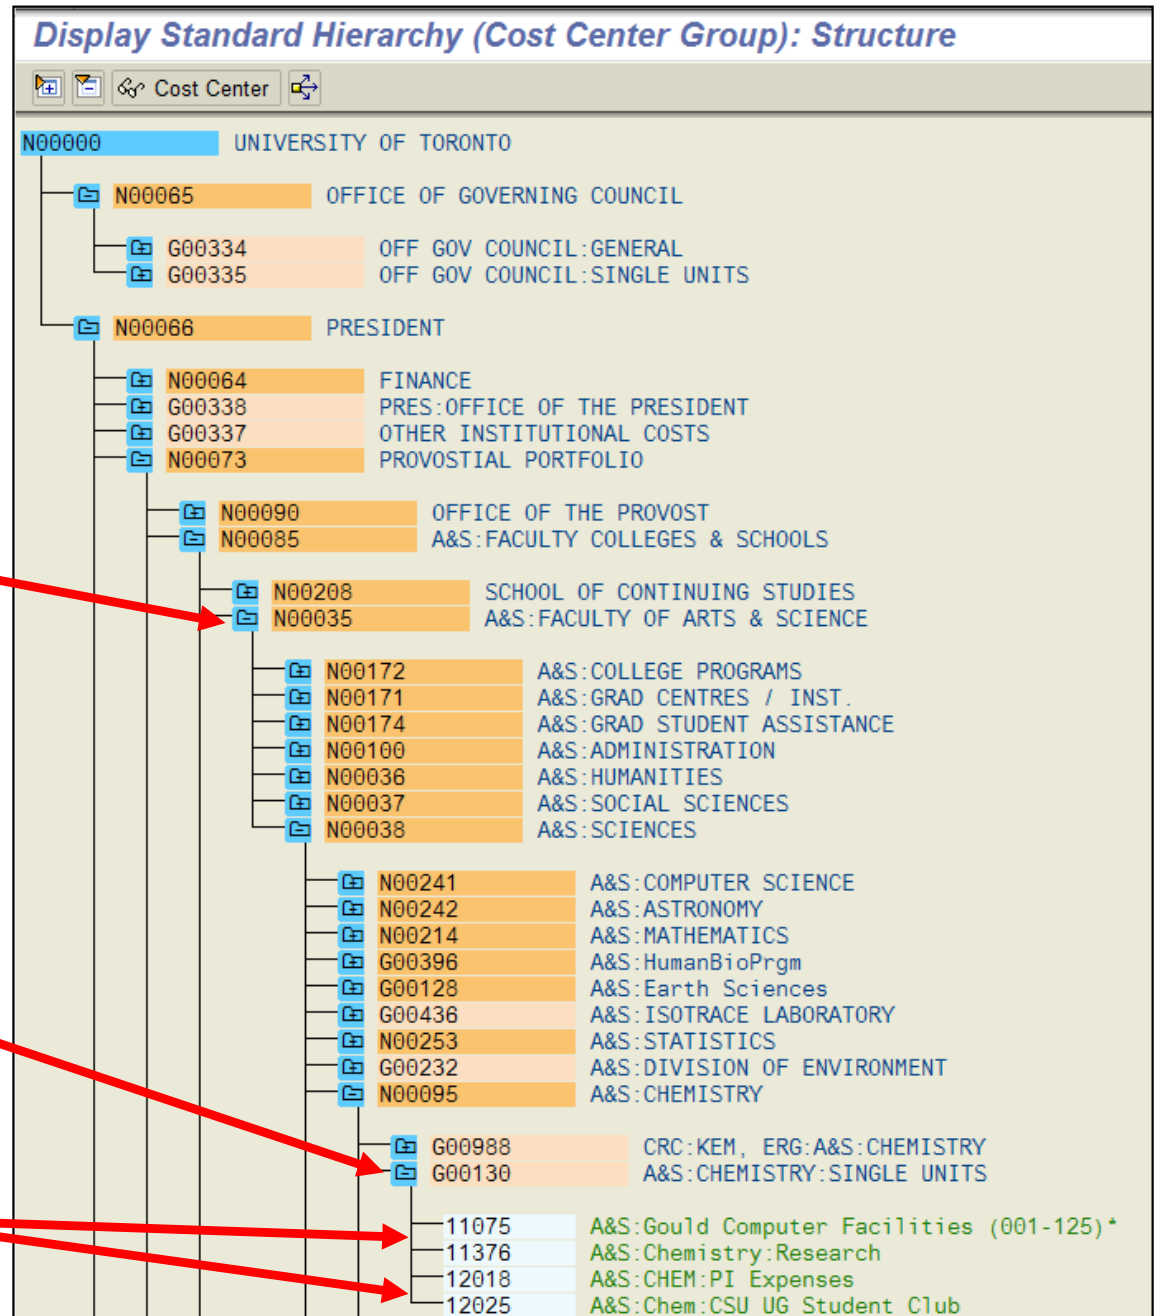 Display Standard Hierarchy (Cost Center Group): Structure
Cost Center
N00000 UNIVERSITY OF TORONTO
N00065 OFFICE OF GOVERNING COUNCIL
G00334 OFF GOV COUNCIL:GENERAL
G00335 OFF GOV COUNCIL:SINGLE UNITS
N00066 PRESIDENT
N00064 FINANCE
G00338 PRES:OFFICE OF THE PRESIDENT
G00337 OTHER INSTITUTIONAL COSTS
N00073 PROVOSTIAL PORTFOLIO
N00090 OFFICE OF THE PROVOST
N00085 A&S:FACULTY COLLEGES & SCHOOLS
N00208 SCHOOL OF CONTINUING STUDIES
N00035 A&S:FACULTY OF ARTS & SCIENCE
N00172 A&S:COLLEGE PROGRAMS
N00171 A&S:GRAD CENTRES / INST.
N00174 A&S:GRAD STUDENT ASSISTANCE
N00100 A&S:ADMINISTRATION
N00036 A&S:HUMANITIES
N00037 A&S:SOCIAL SCIENCES
N00038 A&S:SCIENCES
N00241 A&S:COMPUTER SCIENCE
N00242 A&S:ASTRONOMY
N00214 A&S:MATHEMATICS
G00396 A&S:HumanBioPrgm
G00128 A&S:Earth Sciences
G00436 A&S:ISOTRACE LABORATORY
N00253 A&S:STATISTICS
G00232 A&S:DIVISION OF ENVIRONMENT
N00095 A&S:CHEMISTRY
G00988 CRC:KEM, ERG:A&S:CHEMISTRY
G00130 A&S:CHEMISTRY:SINGLE UNITS
11075 A&S:Gould Computer Facilities (001-125)*
11376 A&S:Chemistry:Research
12018 A&S:CHEM:PI Expenses
12025 A&S:Chem:CSU UG Student Club